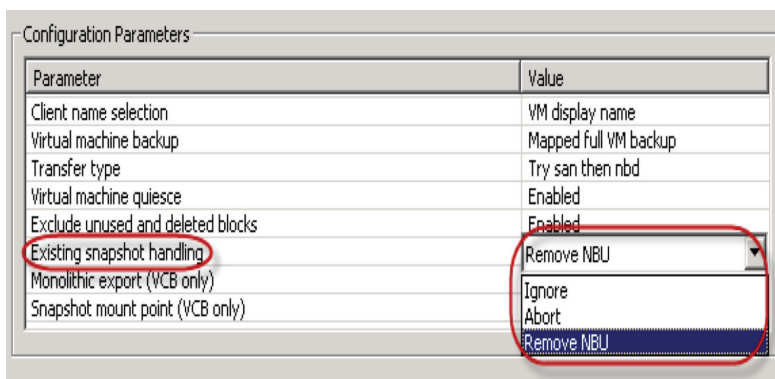 Configuration Parameters
Parameter Value
Client name selection VM display name
Virtual machine backup Mapped full VM backup
Transfer type Try san then nbd
Virtual machine quiesce Enabled
Exclude unused and deleted blocks Enabled
Existing snapshot handling Remove NBU
Monolithic export (VCB only) Ignore
Snapshot mount point (VCB only) Abort
Remove NBU